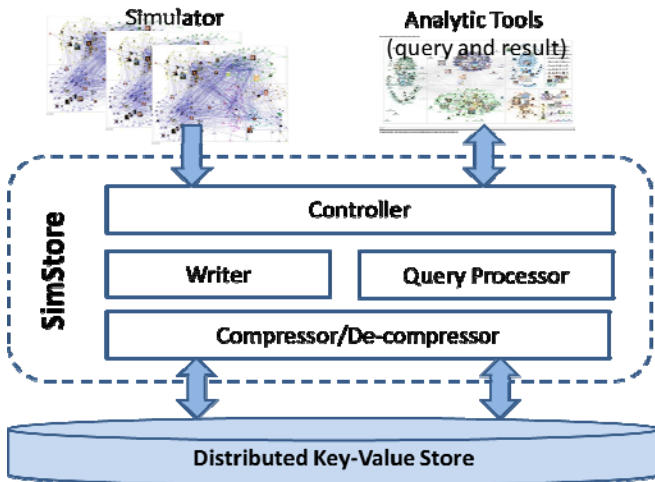 Simulator
Analytic Tools
(query and result)
SimStore
Controller
Writer
Query Processor
Compressor/De-compressor
Distributed Key-Value Store